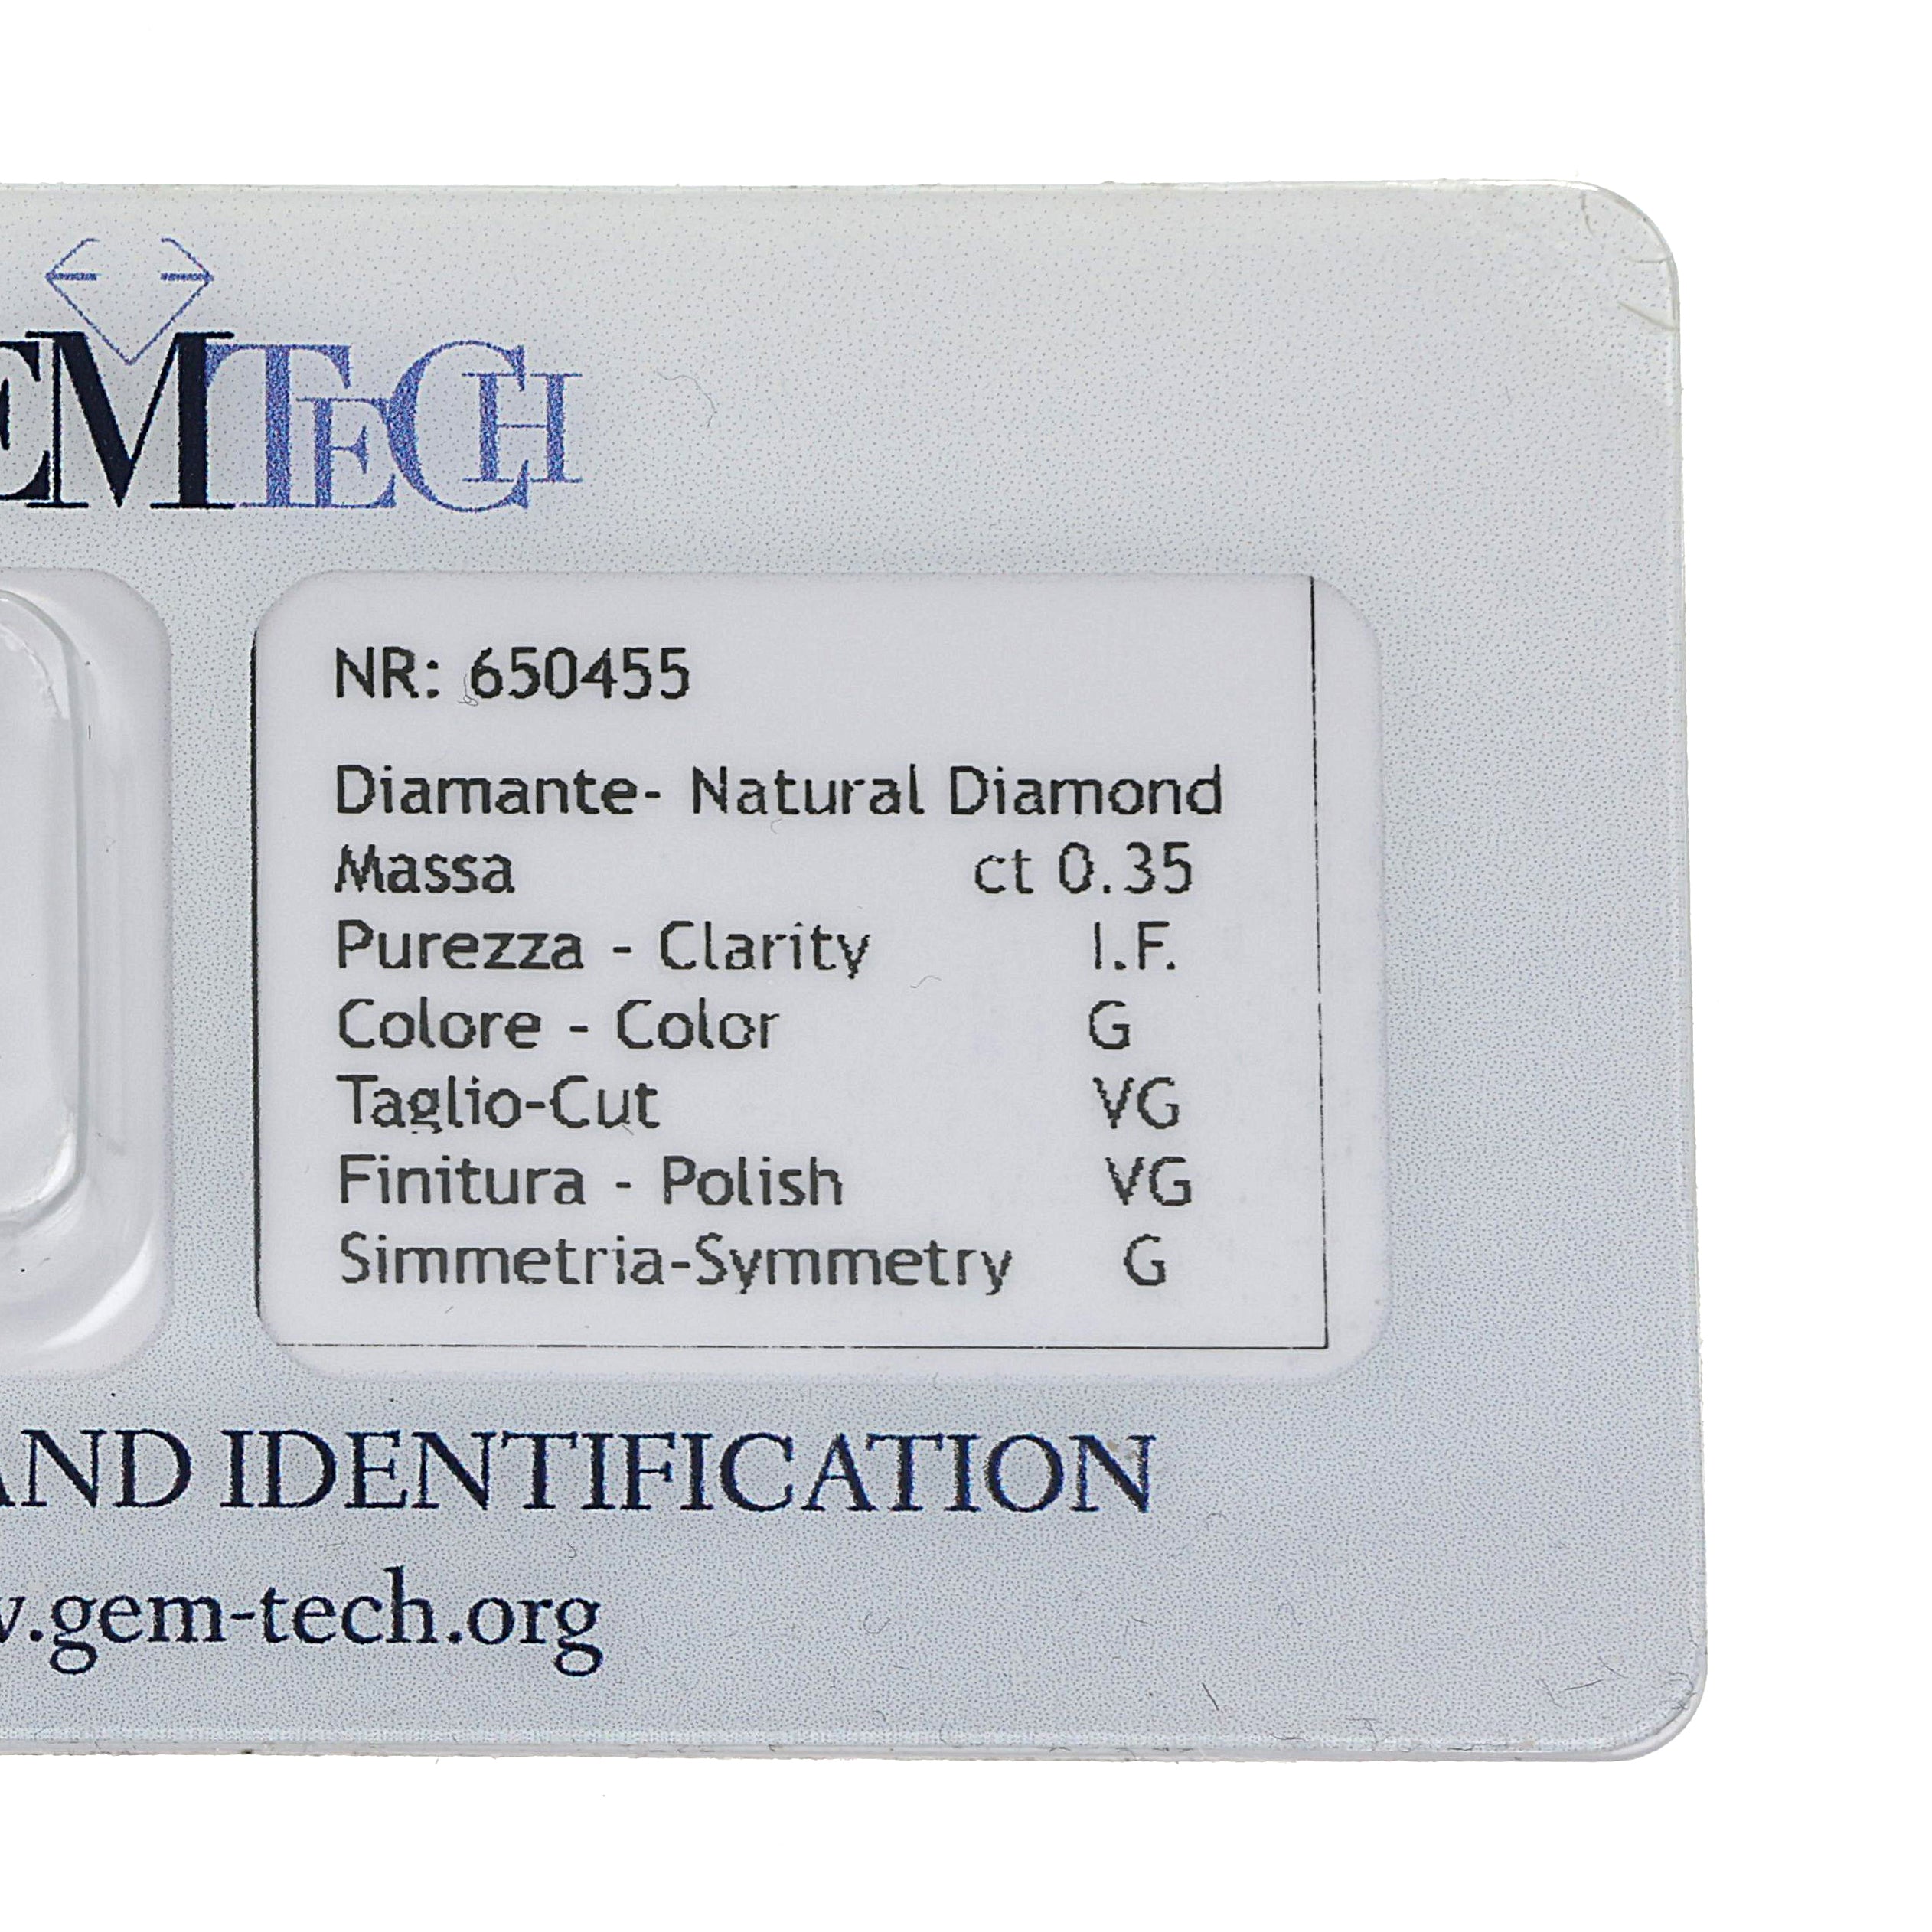 EMTECH
NR: 650455
Diamante- Natural Diamond
Massa ct 0.35
Purezza - Clarity I.F.
Colore - Color G
Taglio-Cut VG
Finitura - Polish VG
Simmetria-Symmetry G
AND IDENTIFICATION
.gem-tech.org